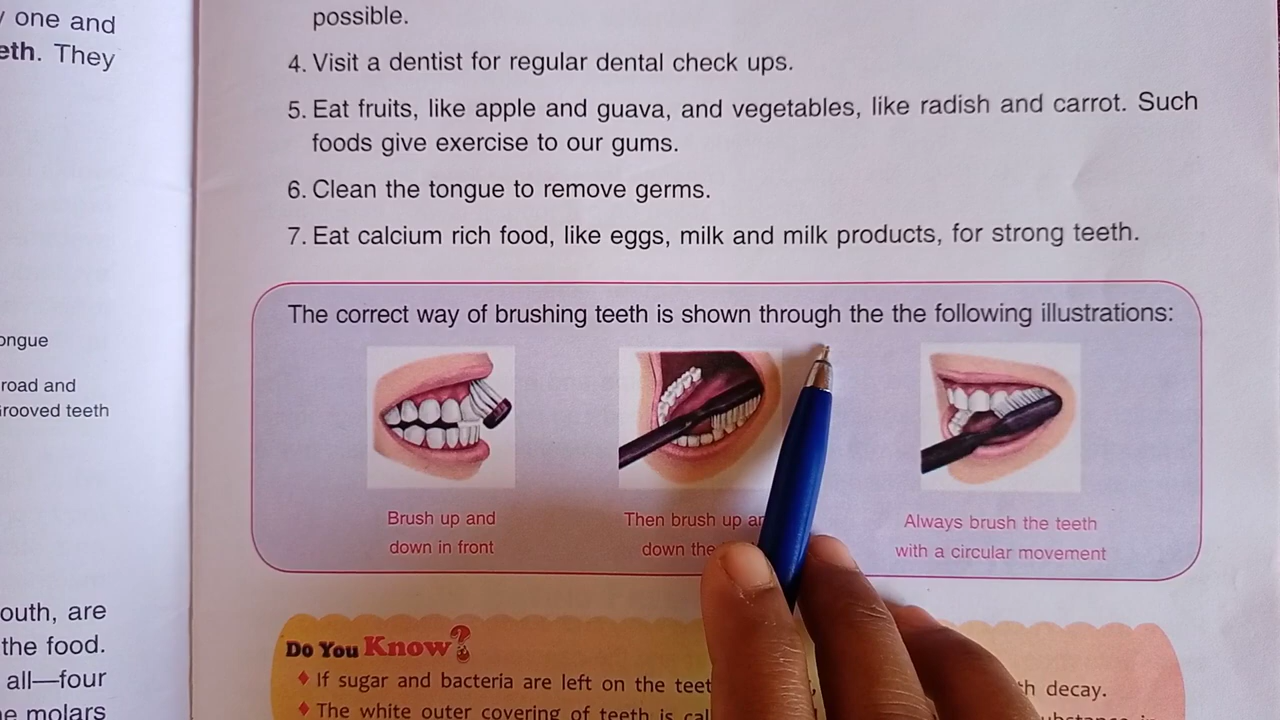 one and
eth. They
ongue
road and
rooved teeth
outh, are
the food.
all—four
e molars
possible.
4. Visit a dentist for regular dental check ups.
5. Eat fruits, like apple and guava, and vegetables, like radish and carrot. Such
foods give exercise to our gums.
6. Clean the tongue to remove germs.
7. Eat calcium rich food, like eggs, milk and milk products, for strong teeth.
The correct way of brushing teeth is shown through the the following illustrations:
Brush up and
down in front
Then brush up
down
Always brush the teeth
with a circular movement
Do You Know?
♦ If sugar and bacteria are left on the decay.
♦ The white outer covering of teeth is